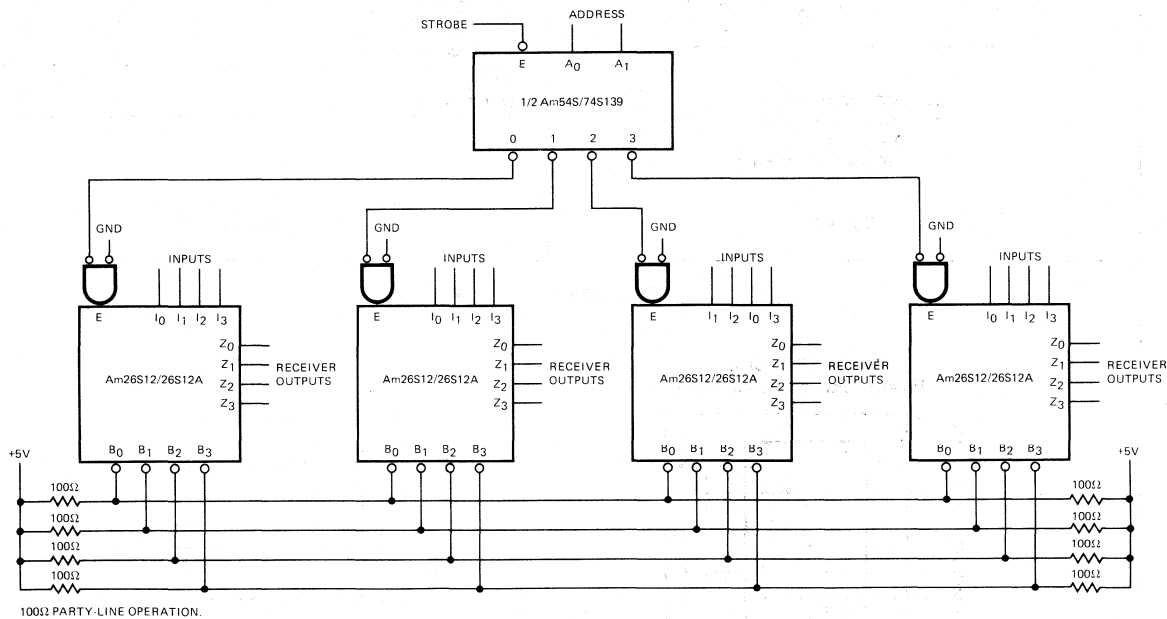 ADDRESS
STROBE
E A0 A1
1/2 Am54S/74S139
0 1 2 3
GND GND GND GND
INPUTS INPUTS INPUTS INPUTS
E I0 I1 I2 I3
E I0 I1 I2 I3
E I1 I2 I0 I3
E I0 I1 I2 I3
Z0 Z1 Z2 Z3
RECEIVER
OUTPUTS
Z0 Z1 Z2 Z3
RECEIVER
OUTPUTS
Z0 Z1 Z2 Z3
RECEIVER
OUTPUTS
Z0 Z1 Z2 Z3
RECEIVER
OUTPUTS
Am26S12/26S12A Am26S12/26S12A Am26S12/26S12A Am26S12/26S12A
B0 B1 B2 B3
B0 B1 B2 B3
B0 B1 B2 B3
B0 B1 B2 B3
+5V +5V
100Ω 100Ω
100Ω 100Ω
100Ω 100Ω
100Ω 100Ω
100Ω PARTY-LINE OPERATION.